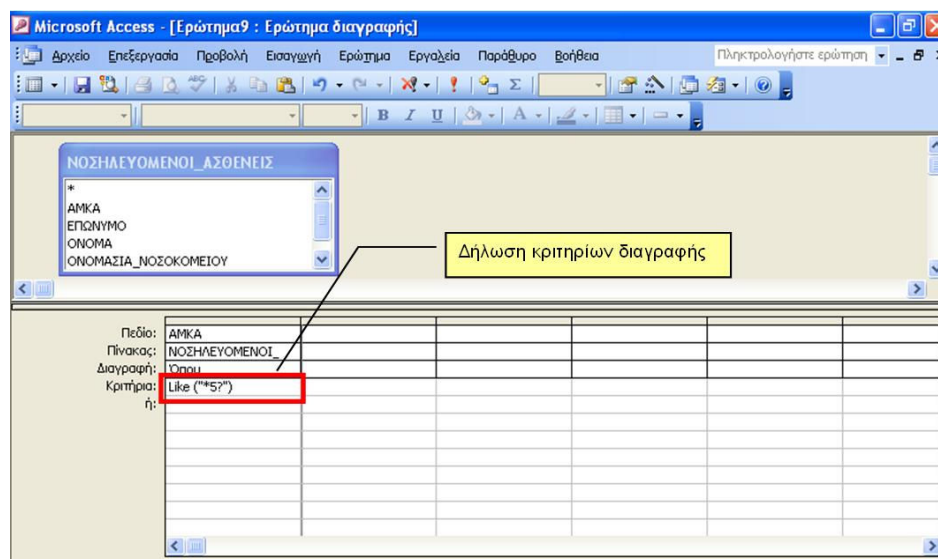 Microsoft Access - [Ερώτημα9 : Ερώτημα διαγραφής]
Αρχείο Επεξεργασία Προβολή Εισαγωγή Ερώτημα Εργαλεία Παράθυρο Βοήθεια Πληκτρολογήστε ερώτηση
ΝΟΣΗΛΕΥΟΜΕΝΟΙ_ΑΣΘΕΝΕΙΣ
*
ΑΜΚΑ
ΕΠΩΝΥΜΟ
ΟΝΟΜΑ
ΟΝΟΜΑΣΙΑ_ΝΟΣΟΚΟΜΕΙΟΥ
Δήλωση κριτηρίων διαγραφής
Πεδίο: ΑΜΚΑ
Πίνακας: ΝΟΣΗΛΕΥΟΜΕΝΟΙ_
Διαγραφή: Όπου
Κριτήρια: Like ("*5?")
ή: